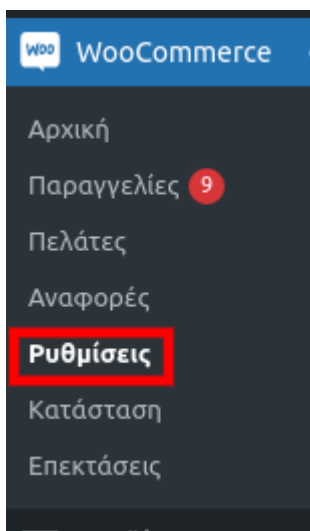 Woo WooCommerce
Αρχική
Παραγγελίες 9
Πελάτες
Αναφορές
Ρυθμίσεις
Κατάσταση
Επεκτάσεις